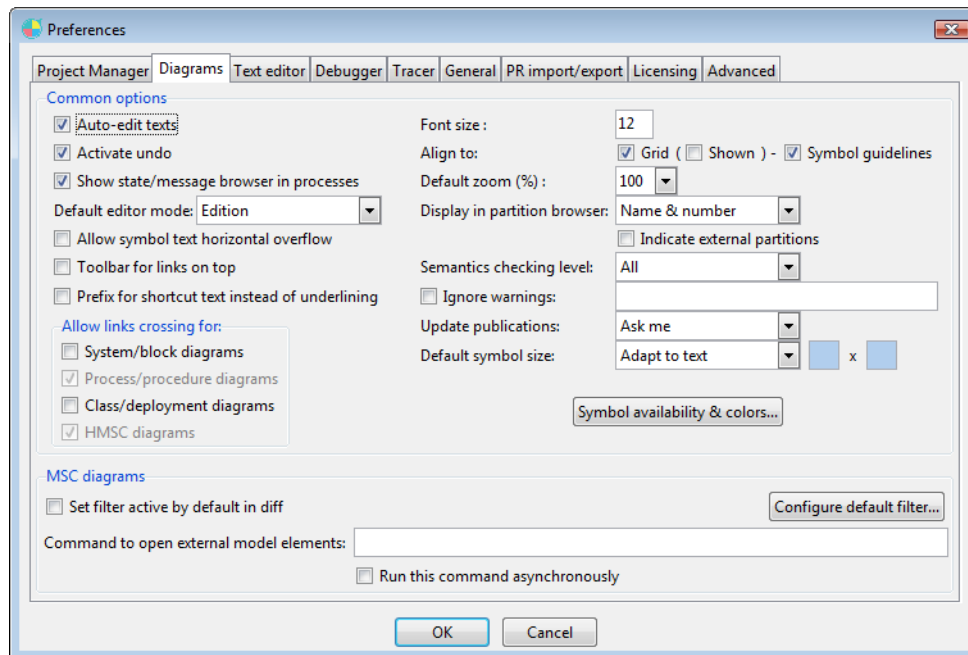 Preferences
Project Manager Diagrams Text editor Debugger Tracer General PR import/export Licensing Advanced
Common options
Auto-edit texts
Font size : 12
Activate undo
Align to: Grid ( Shown ) - Symbol guidelines
Show state/message browser in processes
Default zoom (%) : 100
Default editor mode: Edition
Display in partition browser: Name & number
Allow symbol text horizontal overflow
Indicate external partitions
Toolbar for links on top
Semantics checking level: All
Prefix for shortcut text instead of underlining
Ignore warnings:
Allow links crossing for:
Update publications: Ask me
System/block diagrams
Default symbol size: Adapt to text x
Process/procedure diagrams
Class/deployment diagrams
Symbol availability & colors...
HMSC diagrams
MSC diagrams
Set filter active by default in diff
Configure default filter...
Command to open external model elements:
Run this command asynchronously
OK Cancel